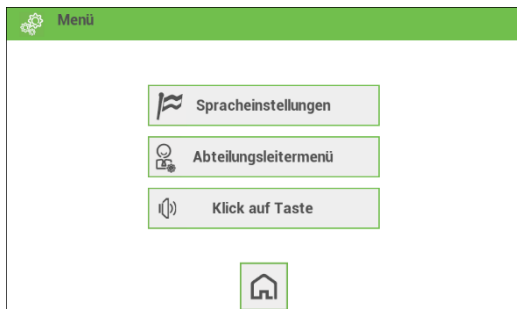 Menü
Spracheinstellungen
Abteilungsleitermenü
Klick auf Taste